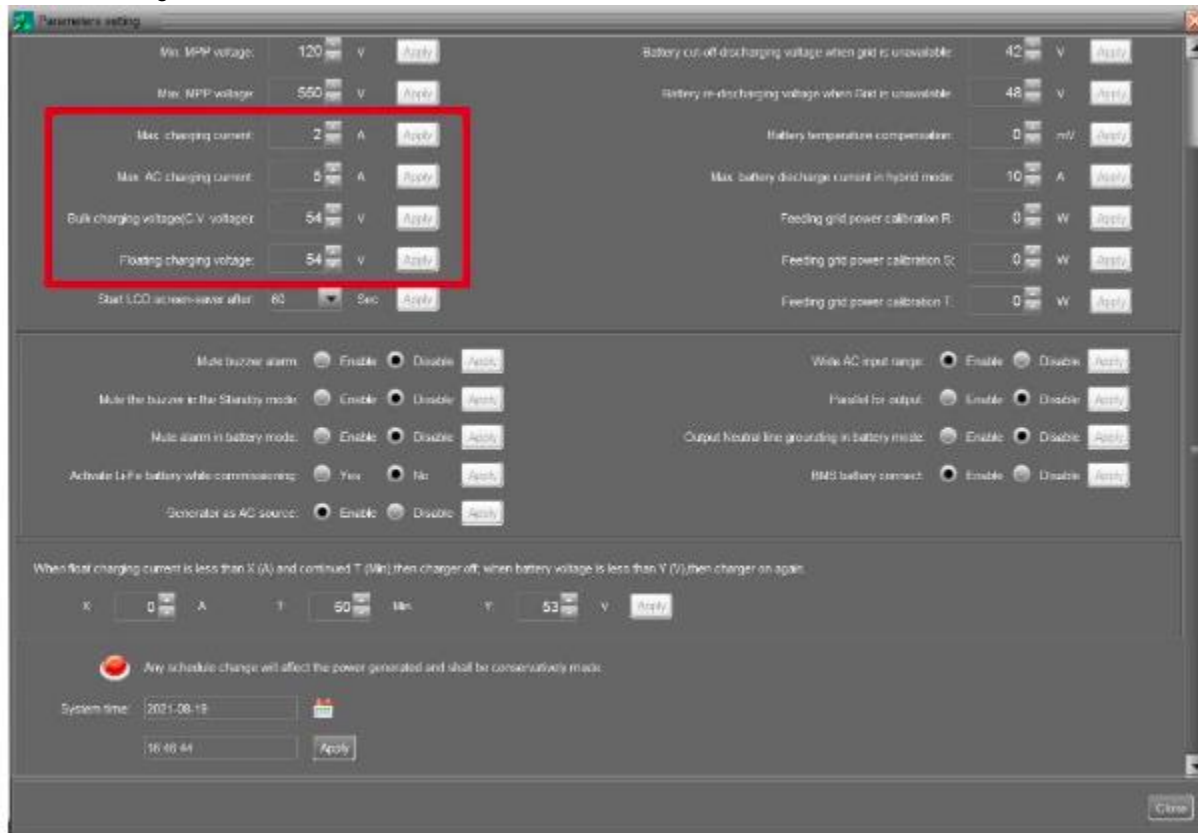 Parameters setting
Min. MPP voltage: 120 V Apply
Battery cut-off discharging voltage when grid is unavailable: 42 V Apply
Max. MPP voltage: 550 V Apply
Battery re-discharging voltage when Grid is unavailable: 48 V Apply
Max. charging current: 2 A Apply
Battery temperature compensation: 0 mV Apply
Max. AC charging current: 5 A Apply
Max. battery discharge current in hybrid mode: 10 A Apply
Bulk charging voltage(C.V. voltage): 54 V Apply
Feeding grid power calibration R: 0 W Apply
Floating charging voltage: 54 V Apply
Feeding grid power calibration S: 0 W Apply
Start LCD screen-saver after: 60 Sec Apply
Feeding grid power calibration T: 0 W Apply
Mute buzzer alarm: Enable Disable Apply
Wide AC input range: Enable Disable Apply
Mute the buzzer in the Standby mode: Enable Disable Apply
Parallel for output: Enable Disable Apply
Mute alarm in battery mode: Enable Disable Apply
Output Neutral line grounding in battery mode: Enable Disable Apply
Activate Li-Fe battery while commissioning: Yes No Apply
BMS battery connect: Enable Disable Apply
Generator as AC source: Enable Disable Apply
When float charging current is less than X (A) and continued T (Min),then charger off, when battery voltage is less than Y (V),then charger on again.
X: 0 A T: 60 Min Y: 53 V Apply
Any schedule change will affect the power generated and shall be conservatively made.
System time: 2021-08-19
16:46:44 Apply
Close